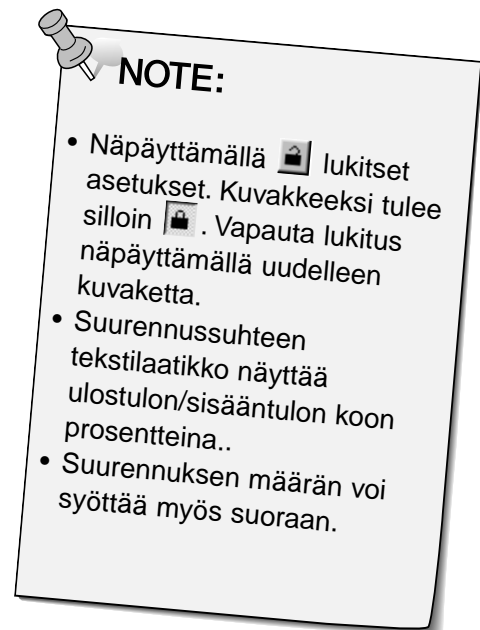 NOTE:
• Näpäyttämällä lukitset
asetukset. Kuvakkeeksi tulee
silloin . Vapauta lukitus
näpäyttämällä uudelleen
kuvaketta.
• Suurennussuhteen
tekstilaatikko näyttää
ulostulon/sisääntulon koon
prosentteina..
• Suurennuksen määrän voi
syöttää myös suoraan.